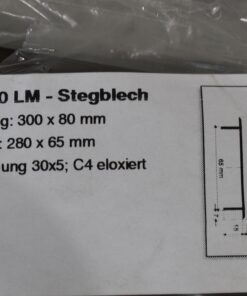 0 LM - Stegblech
g: 300 x 80 mm
: 280 x 65 mm
ung 30x5; C4 eloxiert
65 mm